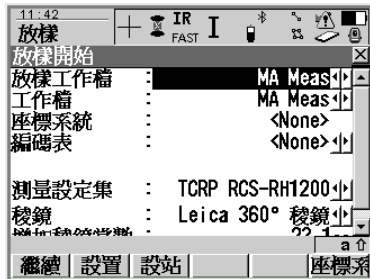 11:42
放樣
IR
FAST
I
放樣開始
放樣工作檔 : MA Meas
工作檔 : MA Meas
座標系統 : <None>
編碼表 : <None>
測量設定集 : TCRP RCS-RH1200
稜鏡 : Leica 360° 稜鏡
a
繼續 設置 設站 座標系